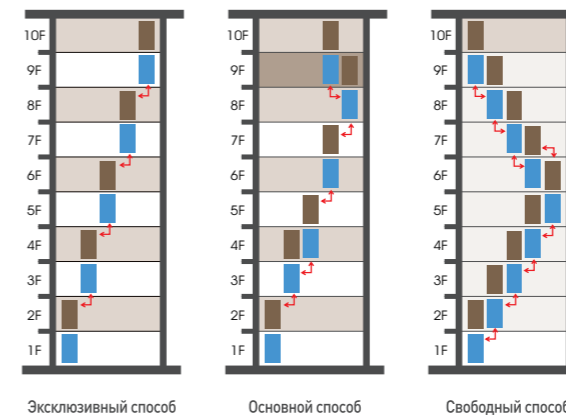 10F 10F 10F
9F 9F 9F
8F 8F 8F
7F 7F 7F
6F 6F 6F
5F 5F 5F
4F 4F 4F
3F 3F 3F
2F 2F 2F
1F 1F 1F
Эксклюзивный способ Основной способ Свободный способ